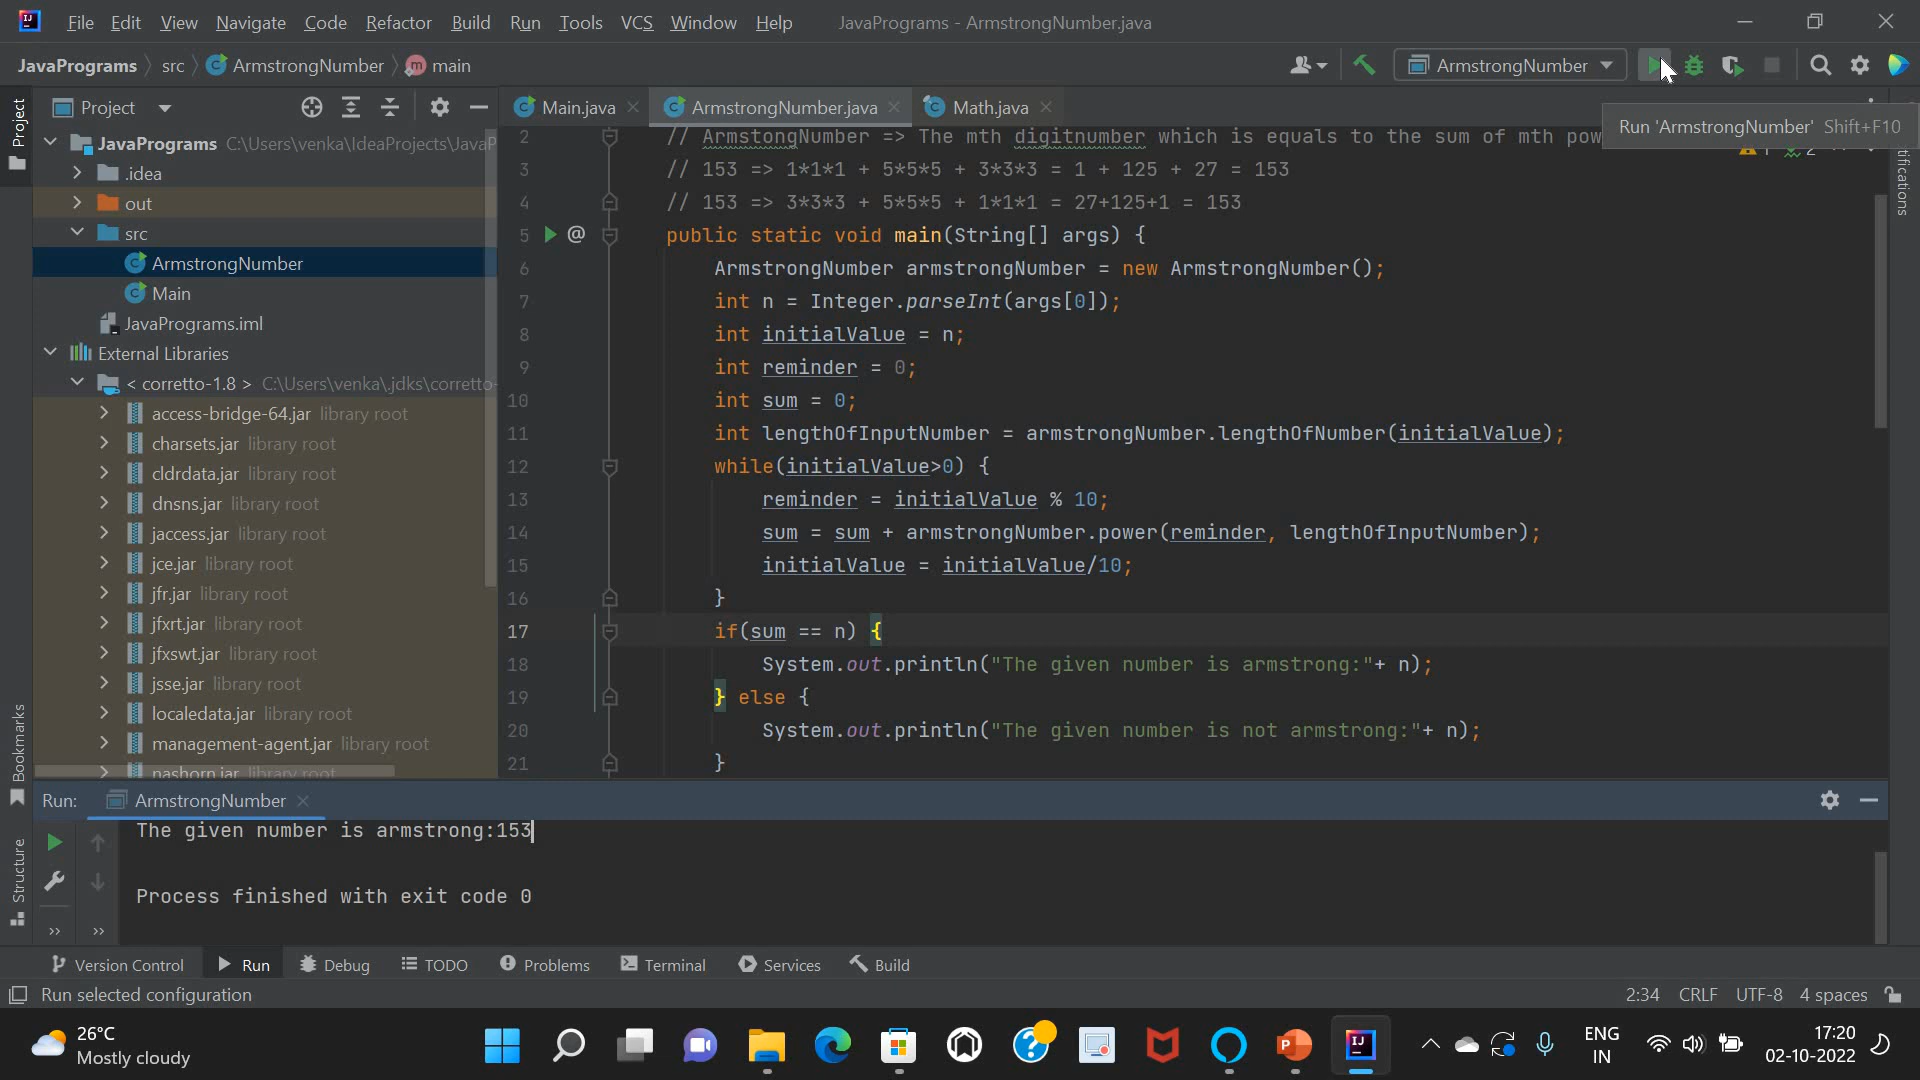 File Edit View Navigate Code Refactor Build Run Tools VCS Window Help JavaPrograms - ArmstrongNumber.java
JavaPrograms src ArmstrongNumber main ArmstrongNumber
Project
Project
Main.java ArmstrongNumber.java Math.java
Run 'ArmstrongNumber' Shift+F10
JavaPrograms C:\Users\venka\IdeaProjects\JavaP
.idea
out
src
ArmstrongNumber
Main
JavaPrograms.iml
External Libraries
< corretto-1.8 > C:\Users\venka\.jdks\corretto-
access-bridge-64.jar library root
charsets.jar library root
cldrdata.jar library root
dnsns.jar library root
jaccess.jar library root
jce.jar library root
jfr.jar library root
jfxrt.jar library root
jfxswt.jar library root
jsse.jar library root
localedata.jar library root
management-agent.jar library root
nashorn.jar library root
2 // ArmstongNumber => The mth digitnumber which is equals to the sum of mth pow
3 // 153 => 1*1*1 + 5*5*5 + 3*3*3 = 1 + 125 + 27 = 153
4 // 153 => 3*3*3 + 5*5*5 + 1*1*1 = 27+125+1 = 153
5 @ public static void main(String[] args) {
6 ArmstrongNumber armstrongNumber = new ArmstrongNumber();
7 int n = Integer.parseInt(args[0]);
8 int initialValue = n;
9 int reminder = 0;
10 int sum = 0;
11 int lengthOfInputNumber = armstrongNumber.lengthOfNumber(initialValue);
12 while(initialValue>0) {
13 reminder = initialValue % 10;
14 sum = sum + armstrongNumber.power(reminder, lengthOfInputNumber);
15 initialValue = initialValue/10;
16 }
17 if(sum == n) {
18 System.out.println("The given number is armstrong:"+ n);
19 } else {
20 System.out.println("The given number is not armstrong:"+ n);
21 }
tifications
Bookmarks
Structure
Run: ArmstrongNumber
The given number is armstrong:153
Process finished with exit code 0
Version Control Run Debug TODO Problems Terminal Services Build
Run selected configuration 2:34 CRLF UTF-8 4 spaces
26°C
Mostly cloudy
ENG
IN
17:20
02-10-2022